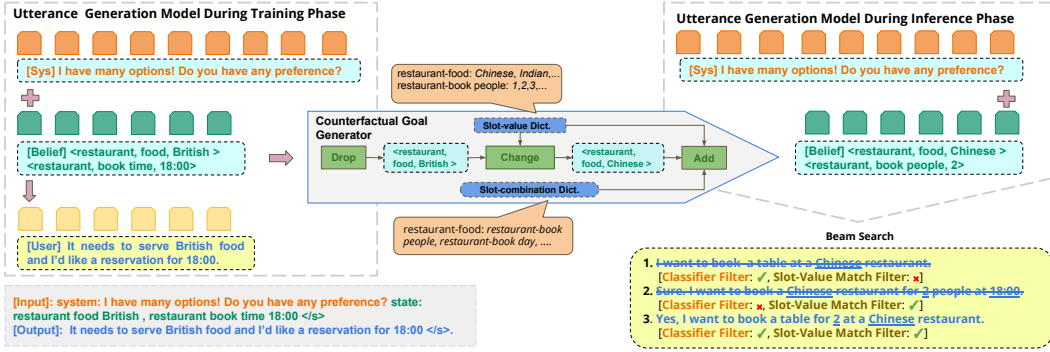 Utterance Generation Model During Training Phase
[Sys] I have many options! Do you have any preference?
[Belief] <restaurant, food, British >
<restaurant, book time, 18:00>
[User] It needs to serve British food
and I'd like a reservation for 18:00.
[Input]: system: I have many options! Do you have any preference? state:
restaurant food British , restaurant book time 18:00 </s>
[Output]: It needs to serve British food and I'd like a reservation for 18:00 </s>.
restaurant-food: Chinese, Indian,...
restaurant-book people: 1,2,3,...
Counterfactual Goal
Generator
Slot-value Dict.
Drop
<restaurant,
food, British >
Change
<restaurant,
food, Chinese >
Add
Slot-combination Dict.
restaurant-food: restaurant-book
people, restaurant-book day, ....
Utterance Generation Model During Inference Phase
[Sys] I have many options! Do you have any preference?
[Belief] <restaurant, food, Chinese >
<restaurant, book people, 2>
Beam Search
1. I want to book a table at a Chinese restaurant.
[Classifier Filter: ✓, Slot-Value Match Filter: ✖]
2. Sure. I want to book a Chinese restaurant for 2 people at 18:00.
[Classifier Filter: ✖, Slot-Value Match Filter: ✓]
3. Yes, I want to book a table for 2 at a Chinese restaurant.
[Classifier Filter: ✓, Slot-Value Match Filter: ✓]